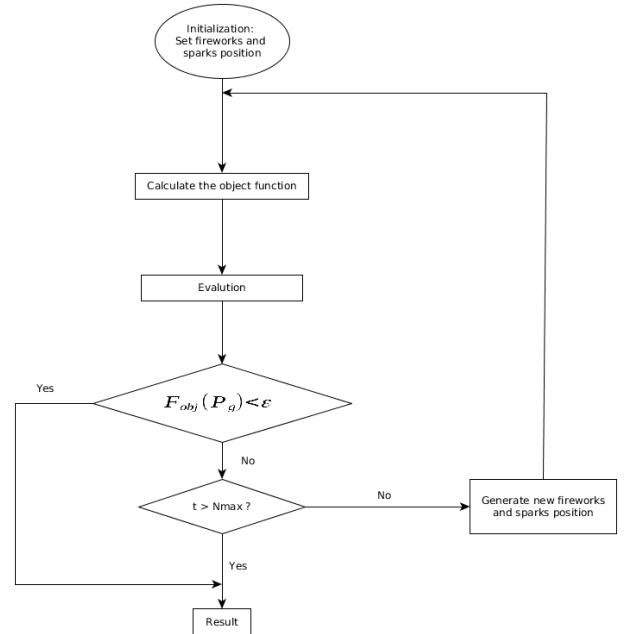 Initialization:
Set fireworks and
sparks position
Calculate the object function
Evalution
Yes
F_obj(P_g)<ε
No
t > Nmax ?
No
Generate new fireworks
and sparks position
Yes
Result